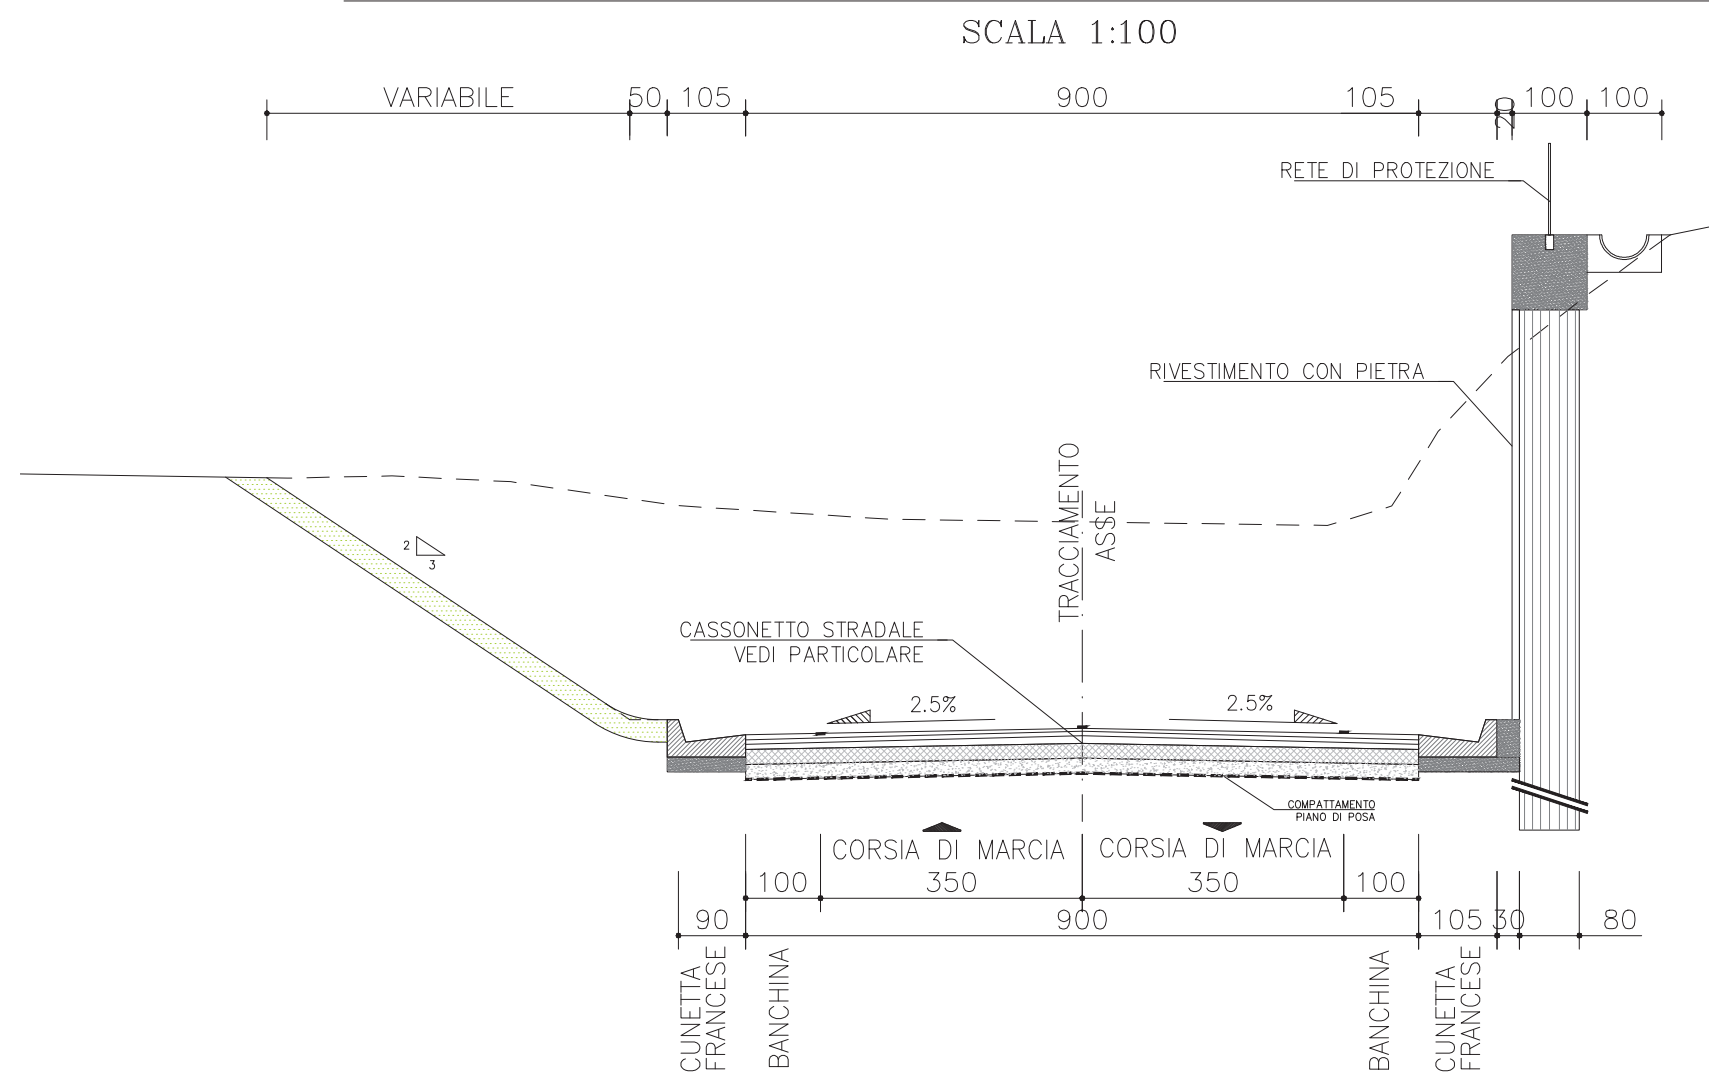 SCALA 1:100
VARIABILE
50
105
900
105
20
100
100
RETE DI PROTEZIONE
RIVESTIMENTO CON PIETRA
TRACCIAMENTO
ASSE
2
3
CASSONETTO STRADALE
VEDI PARTICOLARE
2.5%
2.5%
COMPATTAMENTO
PIANO DI POSA
CORSIA DI MARCIA
CORSIA DI MARCIA
100
350
350
100
90
900
105
30
80
CUNETTA
FRANCESE
BANCHINA
BANCHINA
CUNETTA
FRANCESE